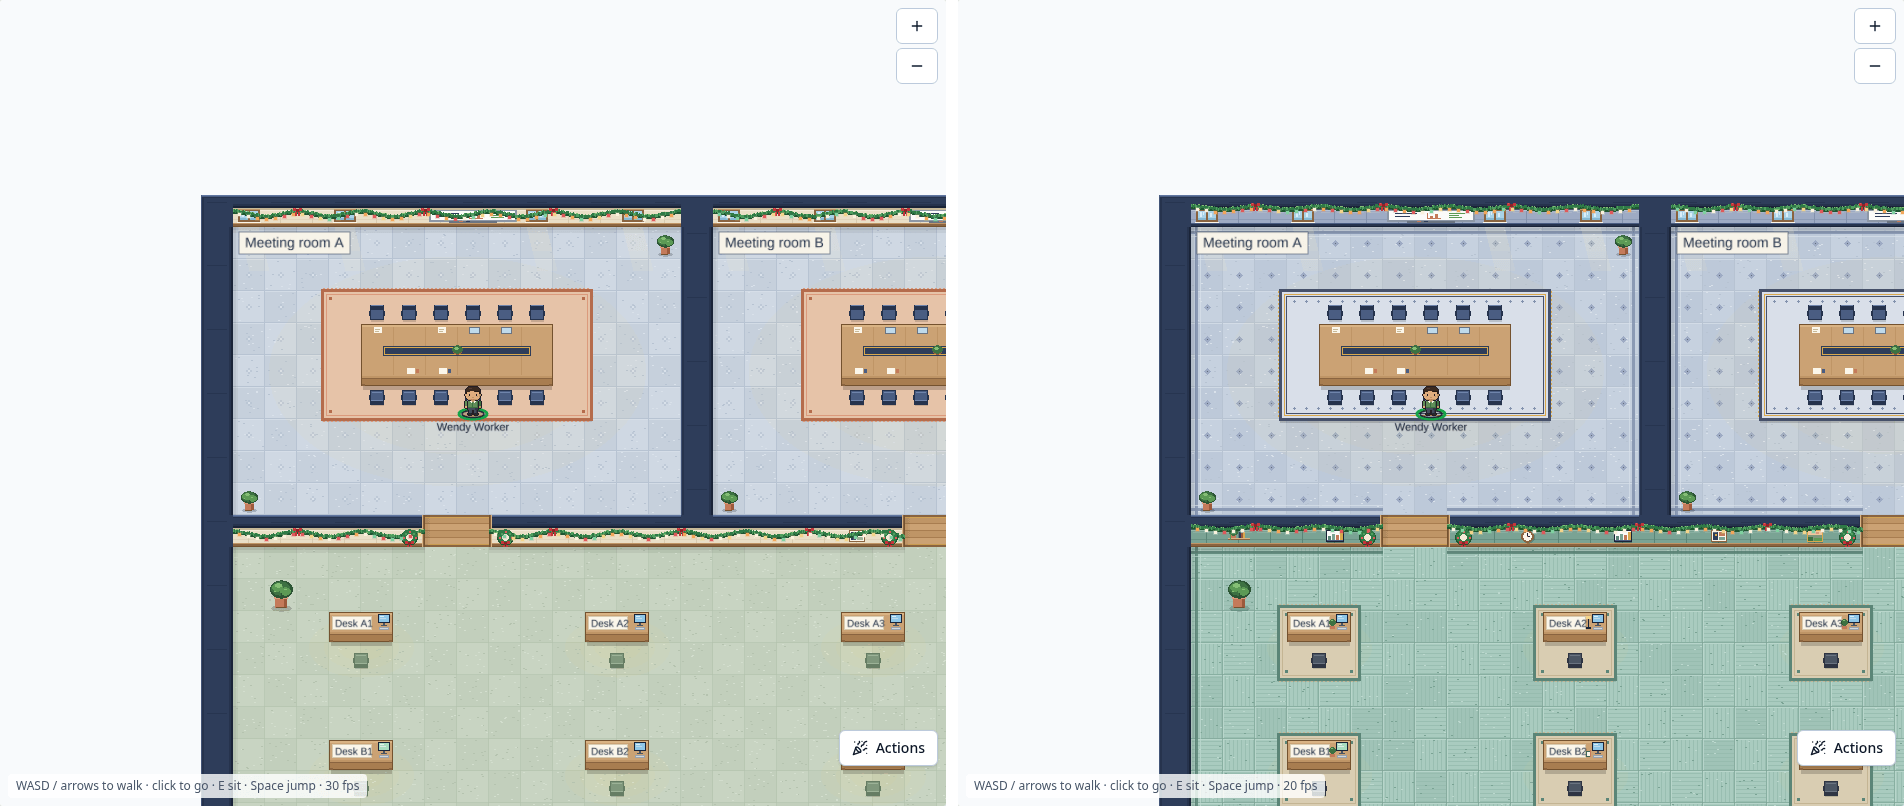 +
−
Meeting room A
Meeting room B
Wendy Worker
Desk A1
Desk A2
Desk A3
Desk B1
Desk B2
Actions
WASD / arrows to walk · click to go · E sit · Space jump · 30 fps
+
−
Meeting room A
Meeting room B
Wendy Worker
Desk A1
Desk A2
Desk A3
Desk B1
Desk B2
Actions
WASD / arrows to walk · click to go · E sit · Space jump · 20 fps